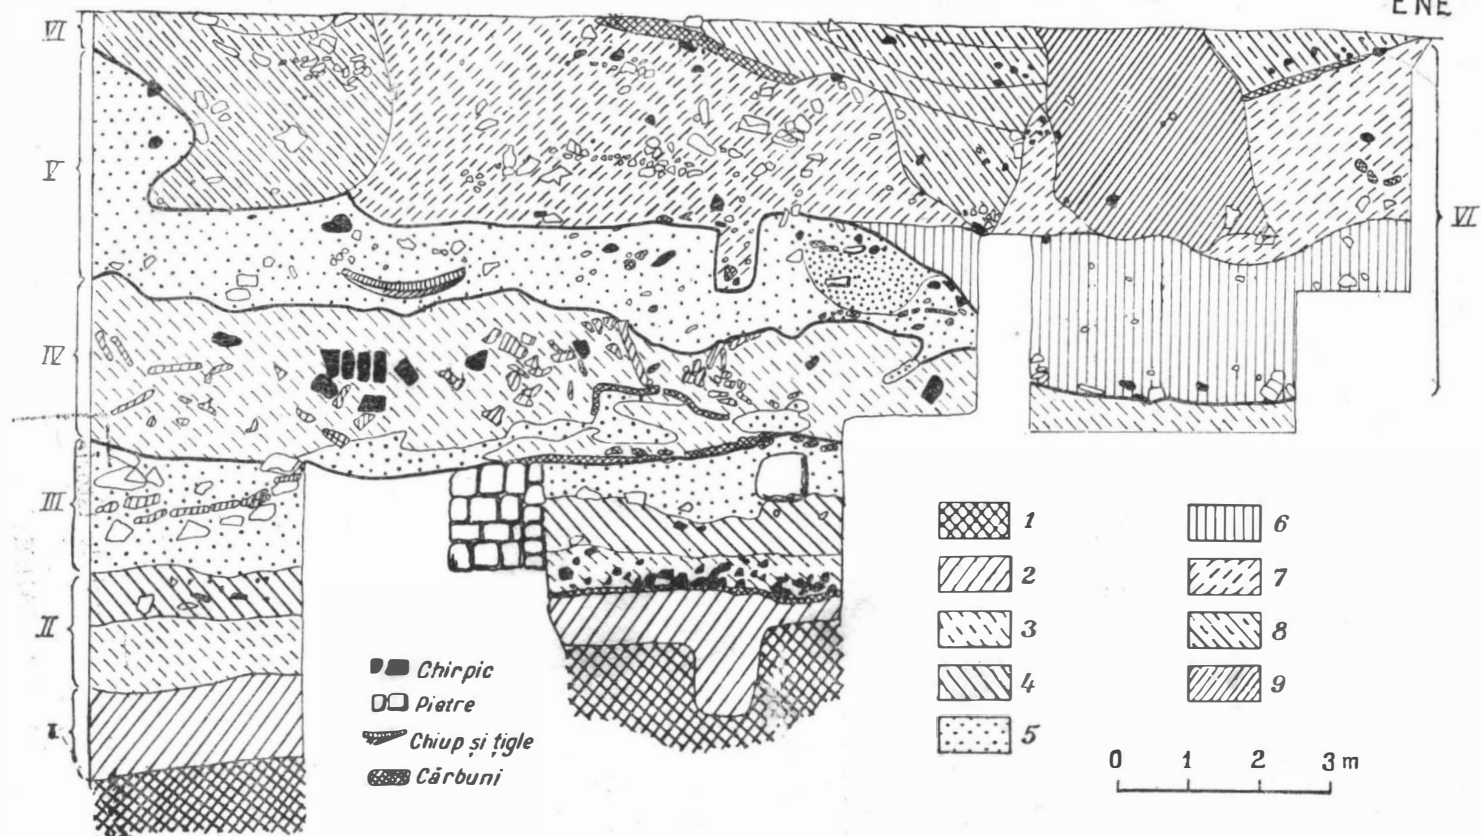 ENE
VI
V
IV
III
II
I
VI
1
2
3
4
5
6
7
8
9
Chirpic
Pietre
Chiup și țigle
Cărbuni
0 1 2 3 m